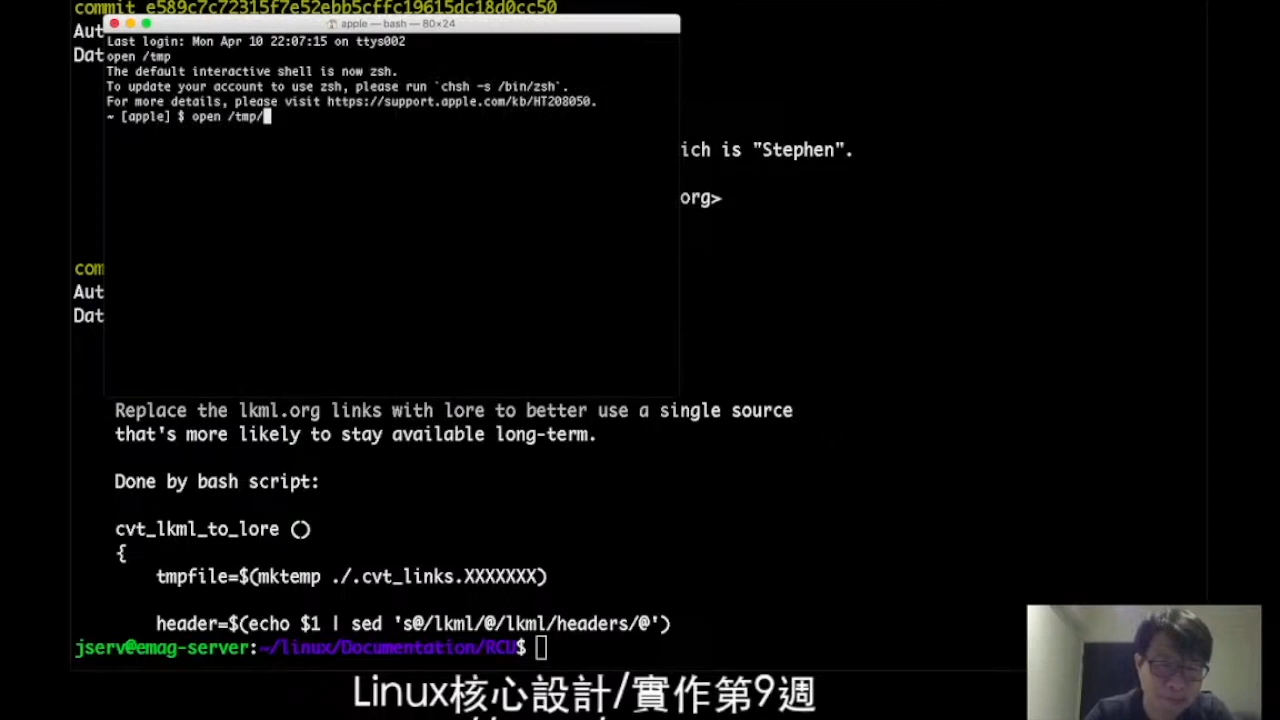 commit e589c7c72315f7e52ebb5cffc19615dc18d0cc50
apple — bash — 80×24
Aut
Dat
Last login: Mon Apr 10 22:07:15 on ttys002
open /tmp
The default interactive shell is now zsh.
To update your account to use zsh, please run `chsh -s /bin/zsh`.
For more details, please visit https://support.apple.com/kb/HT208050.
~ [apple] $ open /tmp/
ich is "Stephen".
org>
com
Aut
Dat
Replace the lkml.org links with lore to better use a single source
that's more likely to stay available long-term.
Done by bash script:
cvt_lkml_to_lore ()
{
tmpfile=$(mktemp ./.cvt_links.XXXXXXX)
header=$(echo $1 | sed 's@/lkml/@/lkml/headers/@')
jserv@emag-server:~/linux/Documentation/RCU$
Linux核心設計/實作第9週